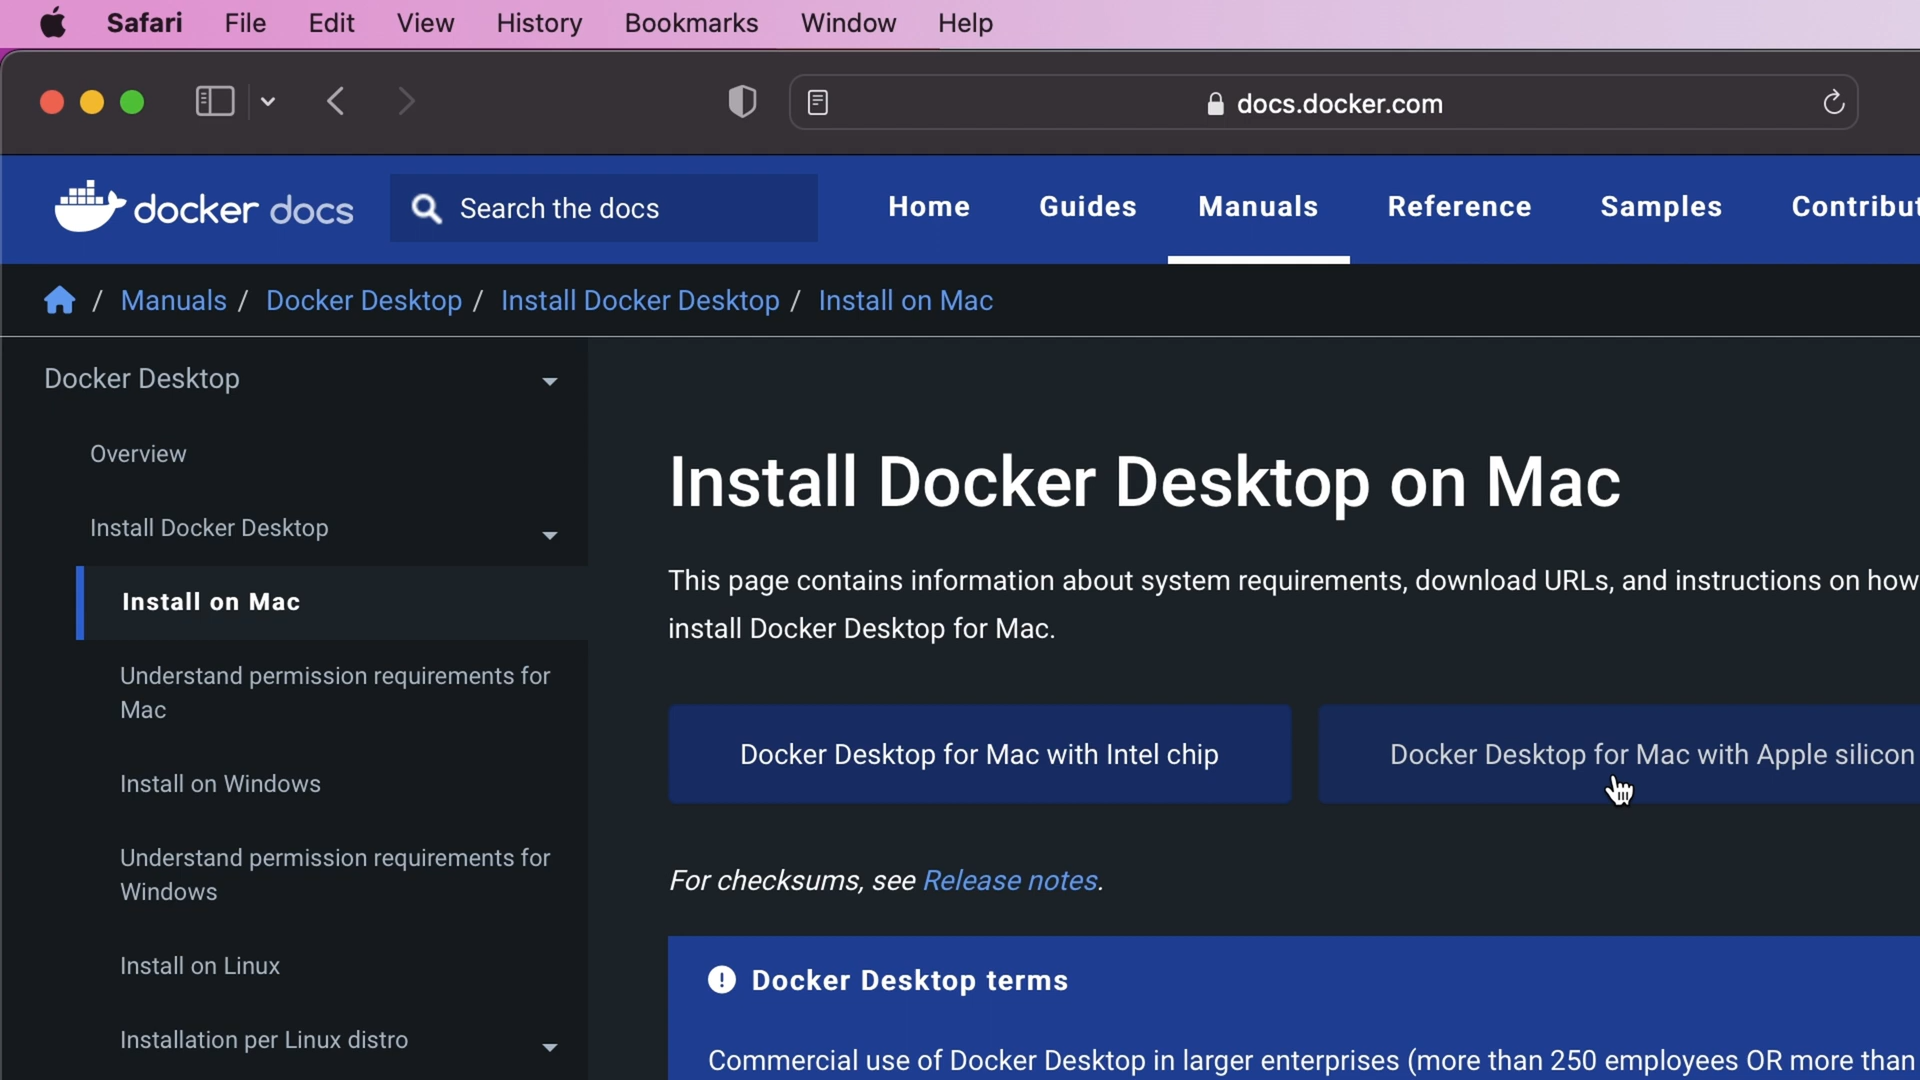 Safari File Edit View History Bookmarks Window Help
docs.docker.com
docker docs Search the docs Home Guides Manuals Reference Samples Contribut
/ Manuals / Docker Desktop / Install Docker Desktop / Install on Mac
Docker Desktop
Overview
Install Docker Desktop
Install on Mac
Understand permission requirements for
Mac
Install on Windows
Understand permission requirements for
Windows
Install on Linux
Installation per Linux distro
Install Docker Desktop on Mac
This page contains information about system requirements, download URLs, and instructions on how
install Docker Desktop for Mac.
Docker Desktop for Mac with Intel chip
Docker Desktop for Mac with Apple silicon
For checksums, see Release notes.
Docker Desktop terms
Commercial use of Docker Desktop in larger enterprises (more than 250 employees OR more than